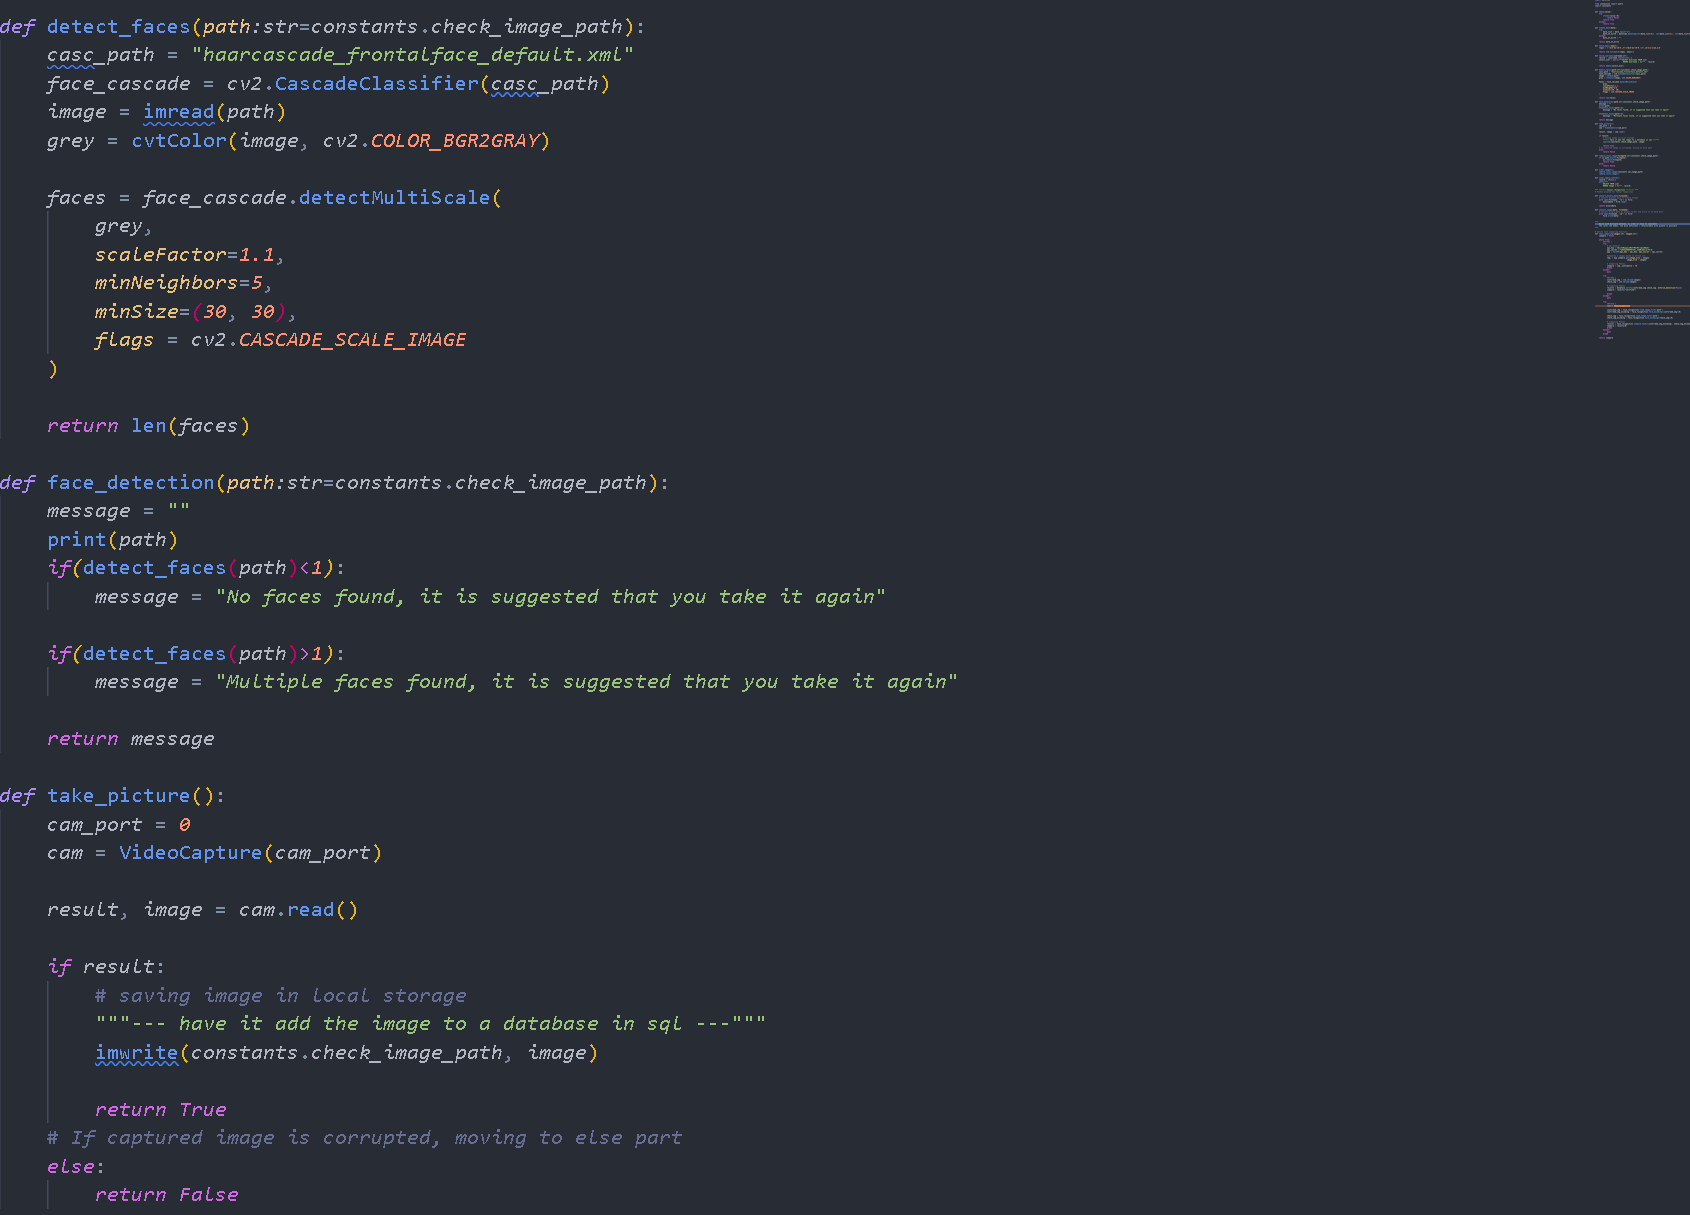 def detect_faces(path:str=constants.check_image_path):
    casc_path = "haarcascade_frontalface_default.xml"
    face_cascade = cv2.CascadeClassifier(casc_path)
    image = imread(path)
    grey = cvtColor(image, cv2.COLOR_BGR2GRAY)
    faces = face_cascade.detectMultiScale(
        grey,
        scaleFactor=1.1,
        minNeighbors=5,
        minSize=(30, 30),
        flags = cv2.CASCADE_SCALE_IMAGE
    )
    return len(faces)
def face_detection(path:str=constants.check_image_path):
    message = ""
    print(path)
    if(detect_faces(path)<1):
        message = "No faces found, it is suggested that you take it again"
    if(detect_faces(path)>1):
        message = "Multiple faces found, it is suggested that you take it again"
    return message
def take_picture():
    cam_port = 0
    cam = VideoCapture(cam_port)
    result, image = cam.read()
    if result:
        # saving image in local storage
        """--- have it add the image to a database in sql ---"""
        imwrite(constants.check_image_path, image)
        return True
    # If captured image is corrupted, moving to else part
    else:
        return False